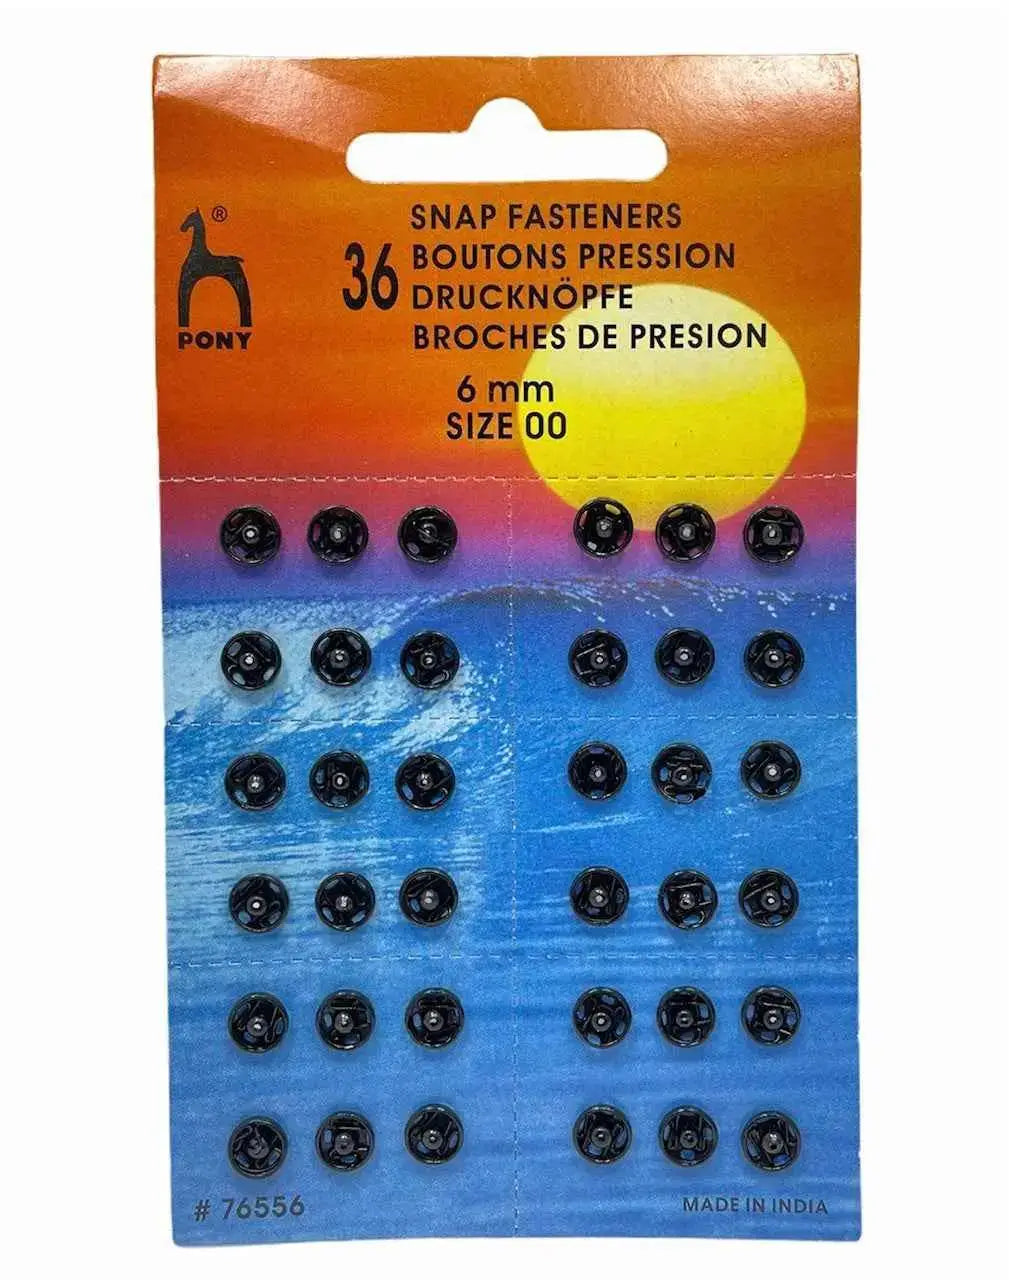 ®
PONY
36
SNAP FASTENERS
BOUTONS PRESSION
DRUCKNÖPFE
BROCHES DE PRESION
6 mm
SIZE 00
# 76556
MADE IN INDIA